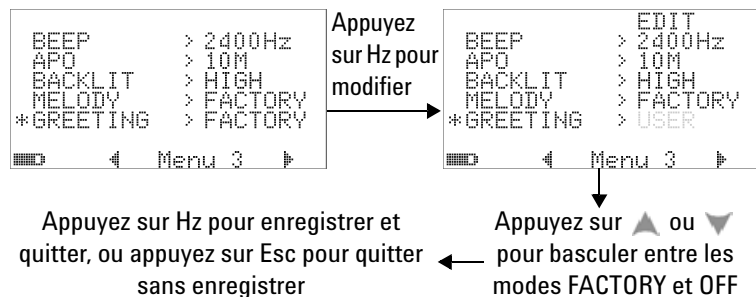 BEEP > 2400Hz
APO > 10M
BACKLIT > HIGH
MELODY > FACTORY
*GREETING > FACTORY
Menu 3
Appuyez
sur Hz pour
modifier
EDIT
BEEP > 2400Hz
APO > 10M
BACKLIT > HIGH
MELODY > FACTORY
*GREETING > USER
Menu 3
Appuyez sur ou
pour basculer entre les
modes FACTORY et OFF
Appuyez sur Hz pour enregistrer et
quitter, ou appuyez sur Esc pour quitter
sans enregistrer